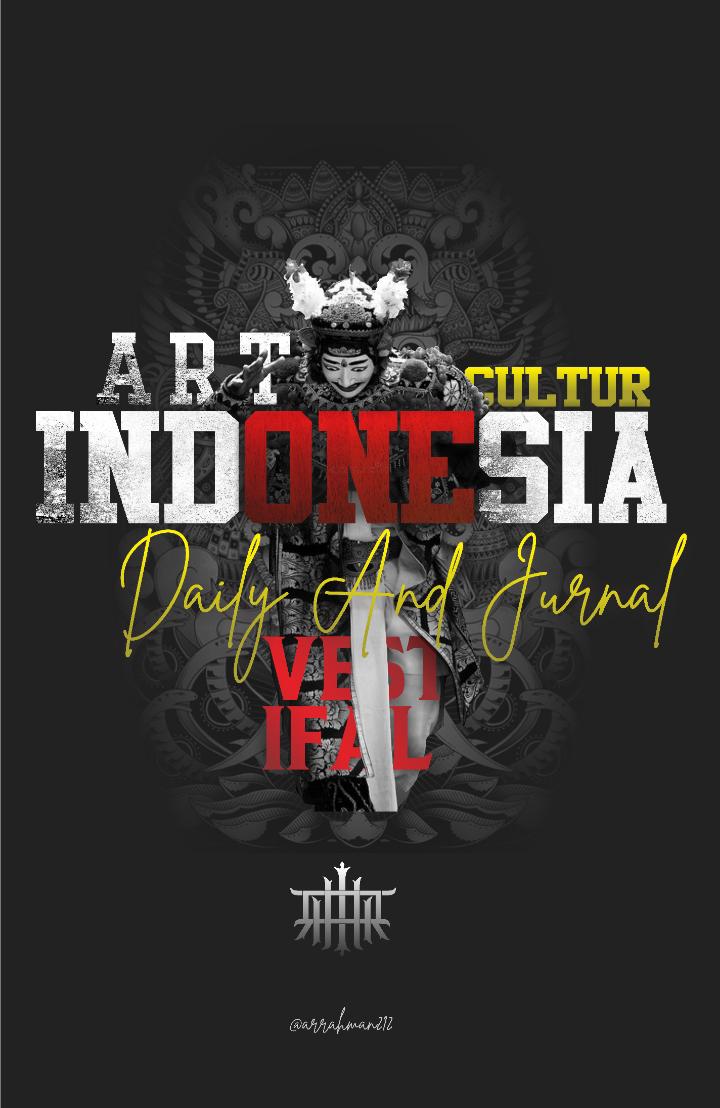 ART
CULTUR
INDONESIA
Daily And Jurnal
VEST
IFAL
@arrahman212